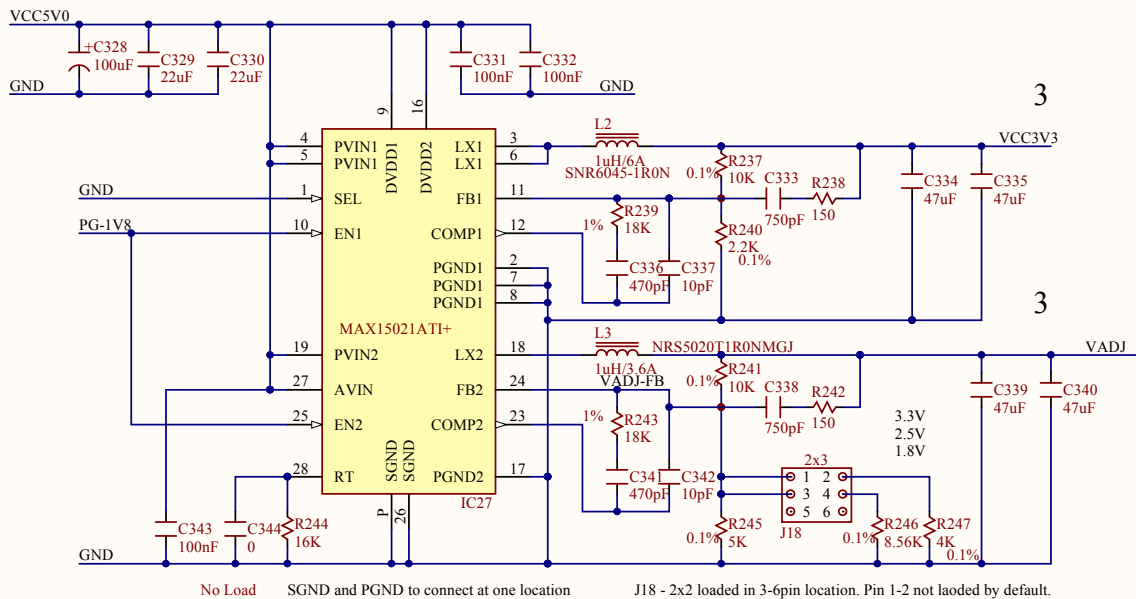 VCC5V0
+C328
100uF
C329
22uF
C330
22uF
C331
100nF
C332
100nF
GND
GND
9
16
3
4
PVIN1
DVDD1
DVDD2
LX1
3
L2
1uH/6A
SNR6045-1R0N
VCC3V3
5
PVIN1
LX1
6
0.1%
R237
10K
C333
750pF
R238
150
C334
47uF
C335
47uF
GND
1
SEL
FB1
11
1%
R239
18K
R240
2.2K
0.1%
PG-1V8
10
EN1
COMP1
12
C336
470pF
C337
10pF
PGND1
2
PGND1
7
PGND1
8
3
MAX15021ATI+
L3
1uH/3.6A
NRS5020T1R0NMGJ
VADJ
19
PVIN2
LX2
18
0.1%
R241
10K
27
AVIN
FB2
24
VADJ-FB
C338
750pF
R242
150
C339
47uF
C340
47uF
25
EN2
COMP2
23
1%
R243
18K
3.3V
2.5V
1.8V
28
RT
SGND
SGND
PGND2
17
C341
470pF
C342
10pF
2x3
1 2
3 4
5 6
J18
IC27
P
26
C343
100nF
C344
0
R244
16K
0.1%
R245
5K
0.1%
R246
8.56K
R247
4K
0.1%
GND
No Load
SGND and PGND to connect at one location
J18 - 2x2 loaded in 3-6pin location. Pin 1-2 not laoded by default.